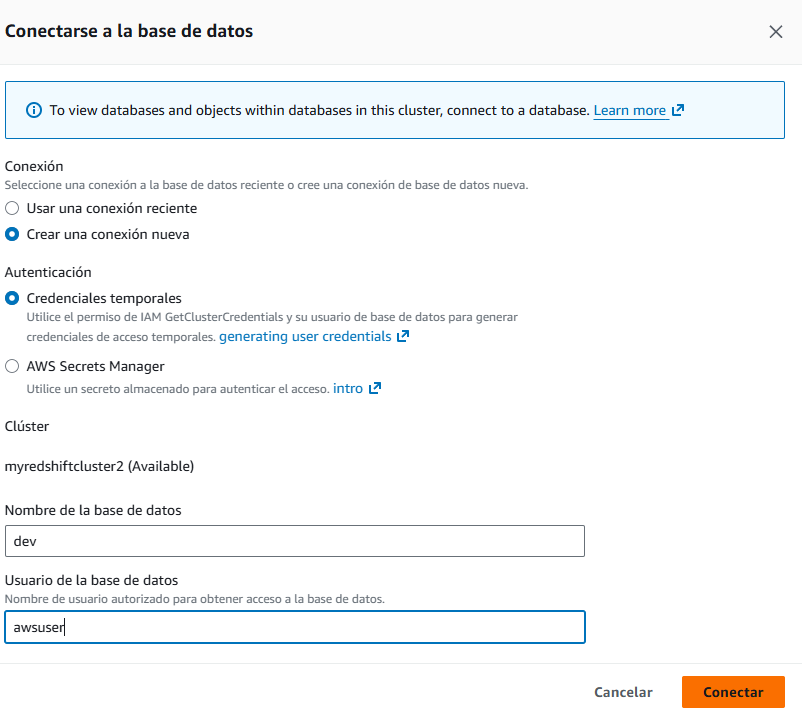 Conectarse a la base de datos
To view databases and objects within databases in this cluster, connect to a database. Learn more
Conexión
Seleccione una conexión a la base de datos reciente o cree una conexión de base de datos nueva.
Usar una conexión reciente
Crear una conexión nueva
Autenticación
Credenciales temporales
Utilice el permiso de IAM GetClusterCredentials y su usuario de base de datos para generar
credenciales de acceso temporales. generating user credentials
AWS Secrets Manager
Utilice un secreto almacenado para autenticar el acceso. intro
Clúster
myredshiftcluster2 (Available)
Nombre de la base de datos
dev
Usuario de la base de datos
Nombre de usuario autorizado para obtener acceso a la base de datos.
awsuser
Cancelar
Conectar